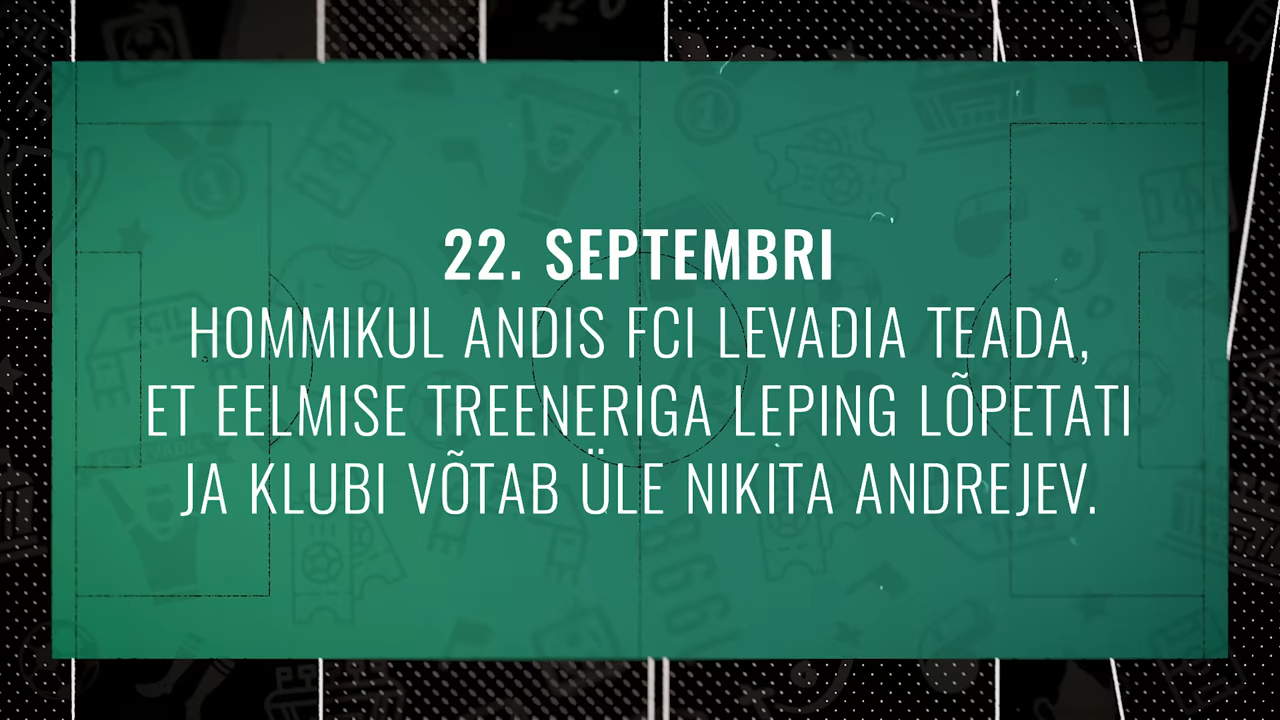 22. SEPTEMBRI
HOMMIKUL ANDIS FCI LEVADIA TEADA,
ET EELMISE TREENERIGA LEPING LÕPETATI
JA KLUBI VÕTAB ÜLE NIKITA ANDREJEV.